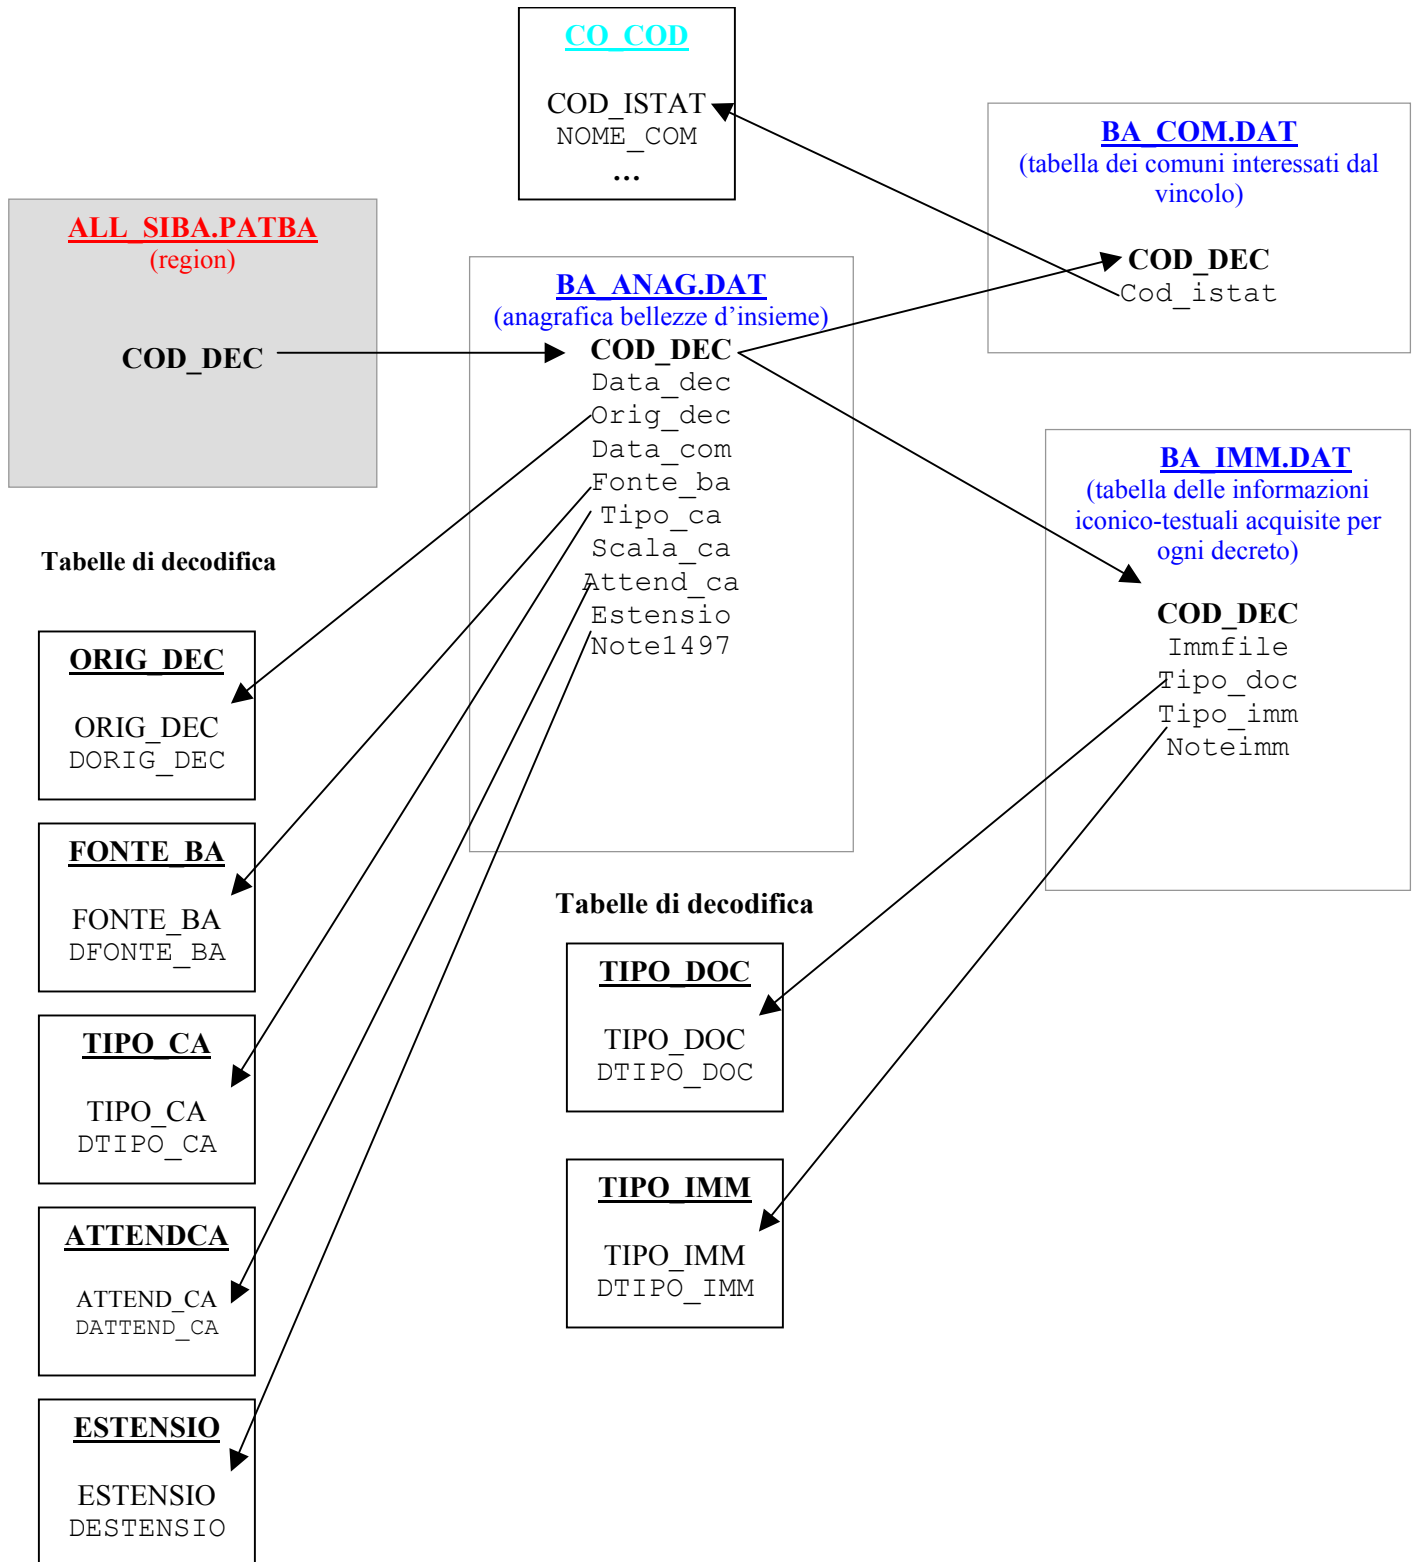 CO_COD
COD_ISTAT
NOME_COM
…
BA_COM.DAT
(tabella dei comuni interessati dal
vincolo)
COD_DEC
Cod_istat
ALL_SIBA.PATBA
(region)
COD_DEC
BA_ANAG.DAT
(anagrafica bellezze d’insieme)
COD_DEC
Data_dec
Orig_dec
Data_com
Fonte_ba
Tipo_ca
Scala_ca
Attend_ca
Estensio
Note1497
BA_IMM.DAT
(tabella delle informazioni
iconico-testuali acquisite per
ogni decreto)
COD_DEC
Immfile
Tipo_doc
Tipo_imm
Noteimm
Tabelle di decodifica
ORIG_DEC
ORIG_DEC
DORIG_DEC
FONTE_BA
FONTE_BA
DFONTE_BA
TIPO_CA
TIPO_CA
DTIPO_CA
ATTENDCA
ATTEND_CA
DATTEND_CA
ESTENSIO
ESTENSIO
DESTENSIO
Tabelle di decodifica
TIPO_DOC
TIPO_DOC
DTIPO_DOC
TIPO_IMM
TIPO_IMM
DTIPO_IMM